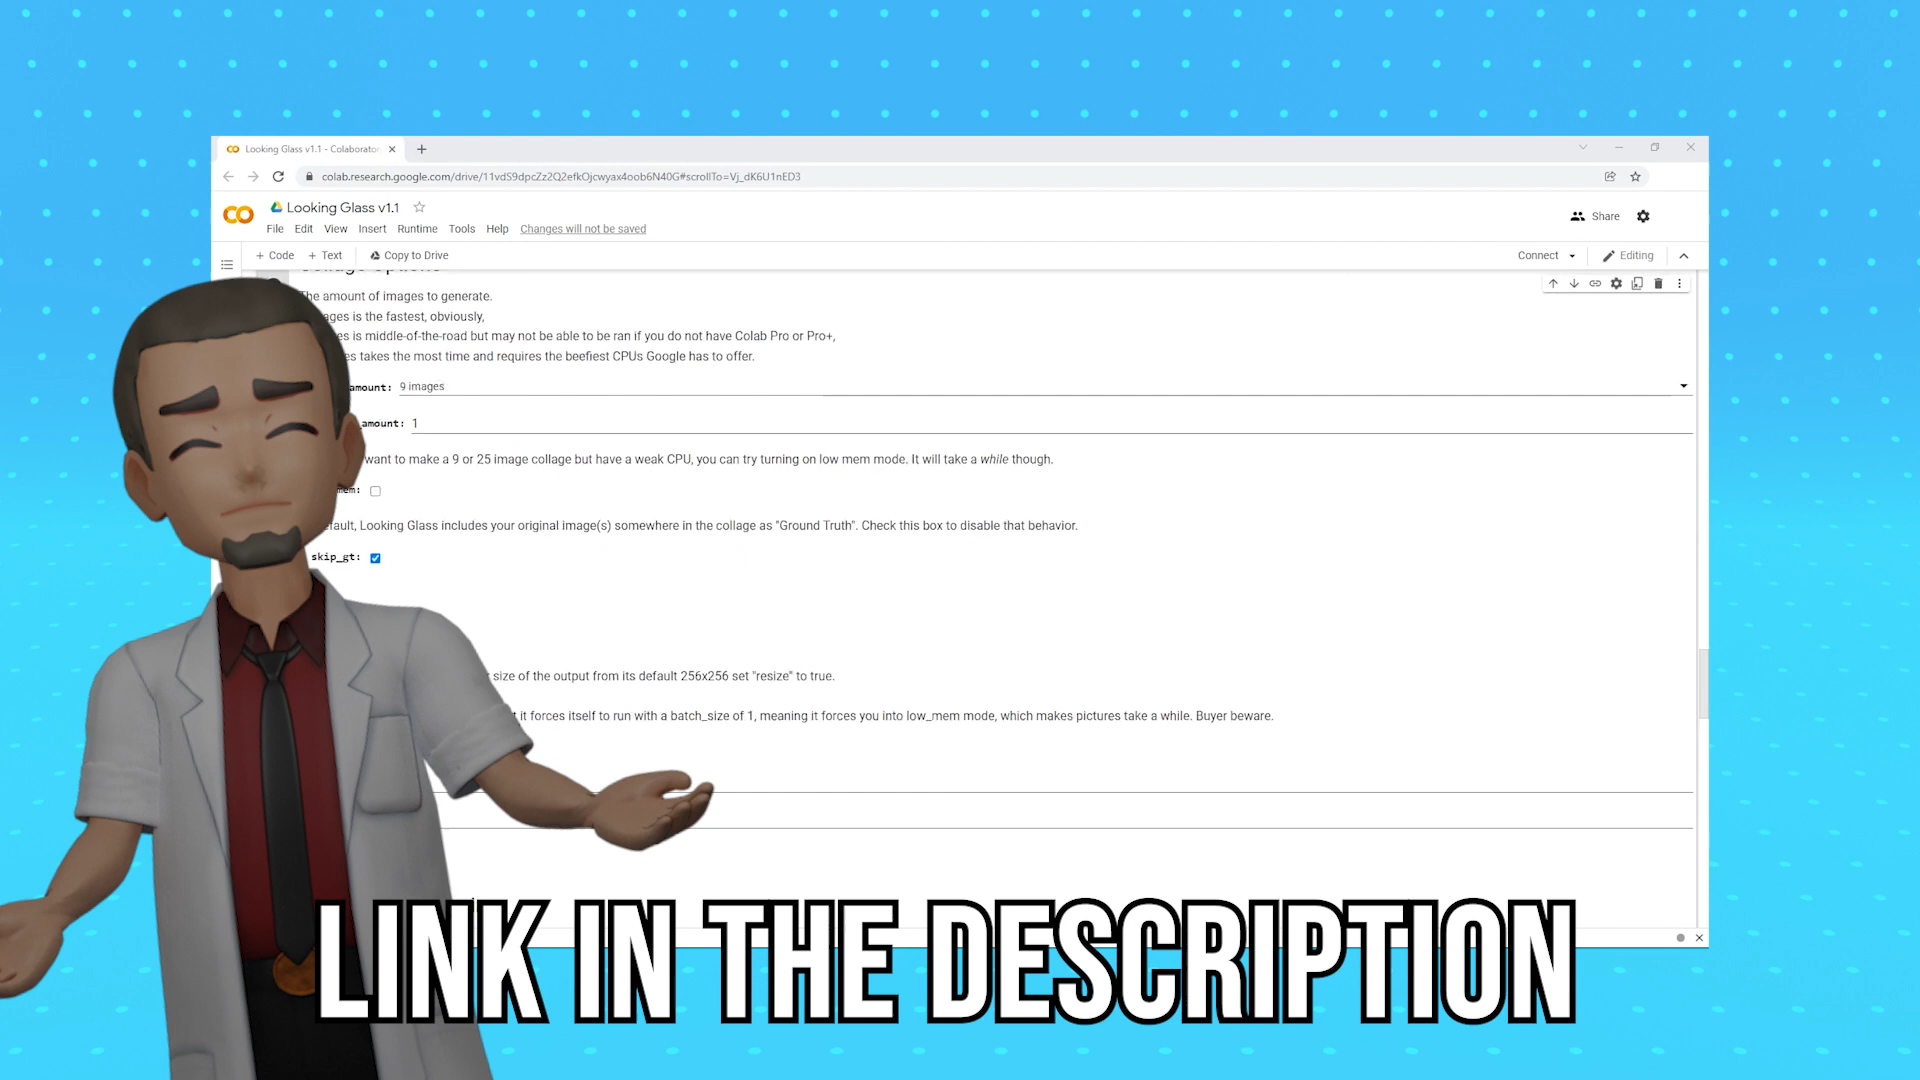 Looking Glass v1.1 - Colaborator
colab.research.google.com/drive/11vdS9dpcZz2Q2efkOjcwyax4oob6N40G#scrollTo=Vj_dK6U1nED3
CO
Looking Glass v1.1
Share
File Edit View Insert Runtime Tools Help Changes will not be saved
+ Code + Text Copy to Drive
Connect
Editing
Collage Options
The amount of images to generate.
is the fastest, obviously,
is middle-of-the-road but may not be able to be ran if you do not have Colab Pro or Pro+,
takes the most time and requires the beefiest CPUs Google has to offer.
amount: 9 images
amount: 1
want to make a 9 or 25 image collage but have a weak CPU, you can try turning on low mem mode. It will take a while though.
mem:
Looking Glass includes your original image(s) somewhere in the collage as "Ground Truth". Check this box to disable that behavior.
skip_gt:
size of the output from its default 256x256 set "resize" to true.
it forces itself to run with a batch_size of 1, meaning it forces you into low_mem mode, which makes pictures take a while. Buyer beware.
LINK IN THE DESCRIPTION